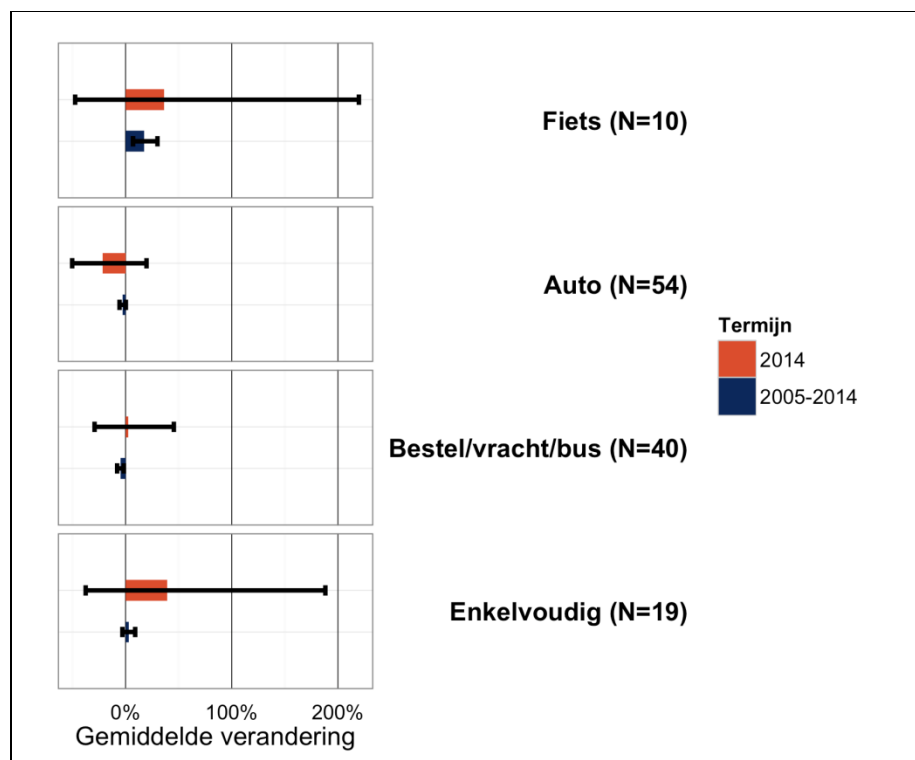 Fiets (N=10)
Auto (N=54)
Termijn
2014
2005-2014
Bestel/vracht/bus (N=40)
Enkelvoudig (N=19)
0% 100% 200%
Gemiddelde verandering